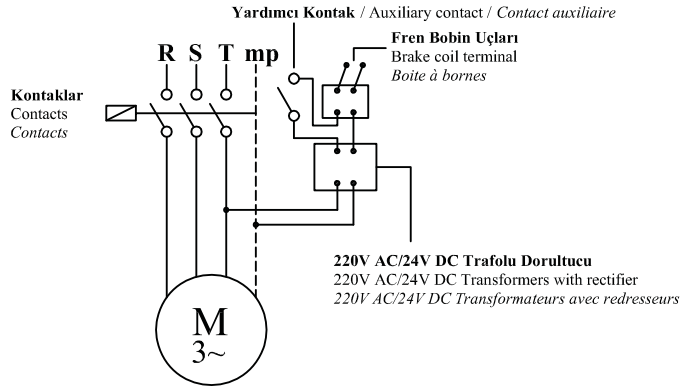 Yardımcı Kontak / Auxiliary contact / Contact auxiliaire
Fren Bobin Uçları
Brake coil terminal
Boite à bornes
R S T mp
Kontaklar
Contacts
Contacts
220V AC/24V DC Trafolu Dorultucu
220V AC/24V DC Transformers with rectifier
220V AC/24V DC Transformateurs avec redresseurs
M
3~